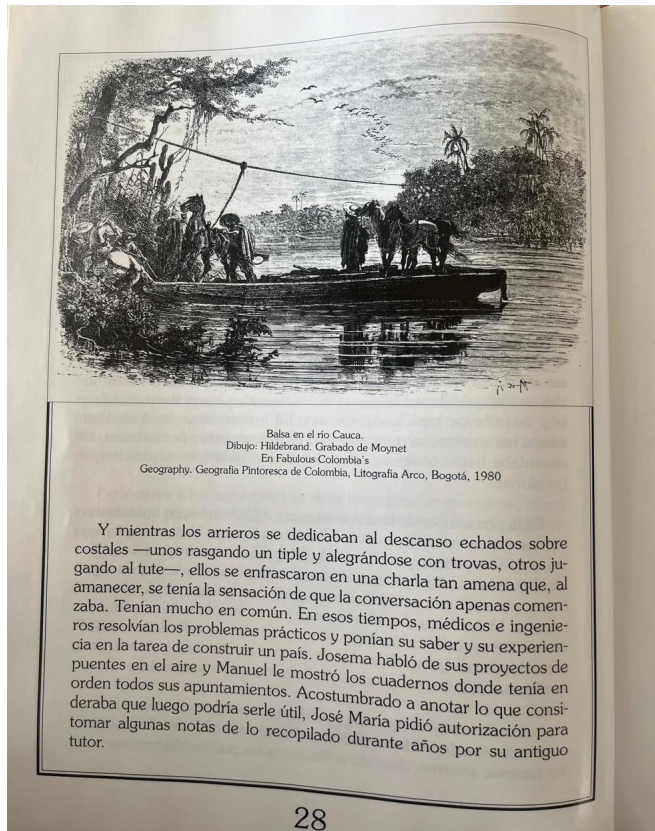 Balsa en el río Cauca.
Dibujo: Hildebrand. Grabado de Moynet
En Fabulous Colombia's
Geography. Geografía Pintoresca de Colombia, Litografía Arco, Bogotá, 1980
Y mientras los arrieros se dedicaban al descanso echados sobre
costales —unos rasgando un tiple y alegrándose con trovas, otros ju-
gando al tute—, ellos se enfrascaron en una charla tan amena que, al
amanecer, se tenía la sensación de que la conversación apenas comen-
zaba. Tenían mucho en común. En esos tiempos, médicos e ingenie-
ros resolvían los problemas prácticos y ponían su saber y su experien-
cia en la tarea de construir un país. Josema habló de sus proyectos de
puentes en el aire y Manuel le mostró los cuadernos donde tenía en
orden todos sus apuntamientos. Acostumbrado a anotar lo que consi-
deraba que luego podría serle útil, José María pidió autorización para
tomar algunas notas de lo recopilado durante años por su antiguo
tutor.
28